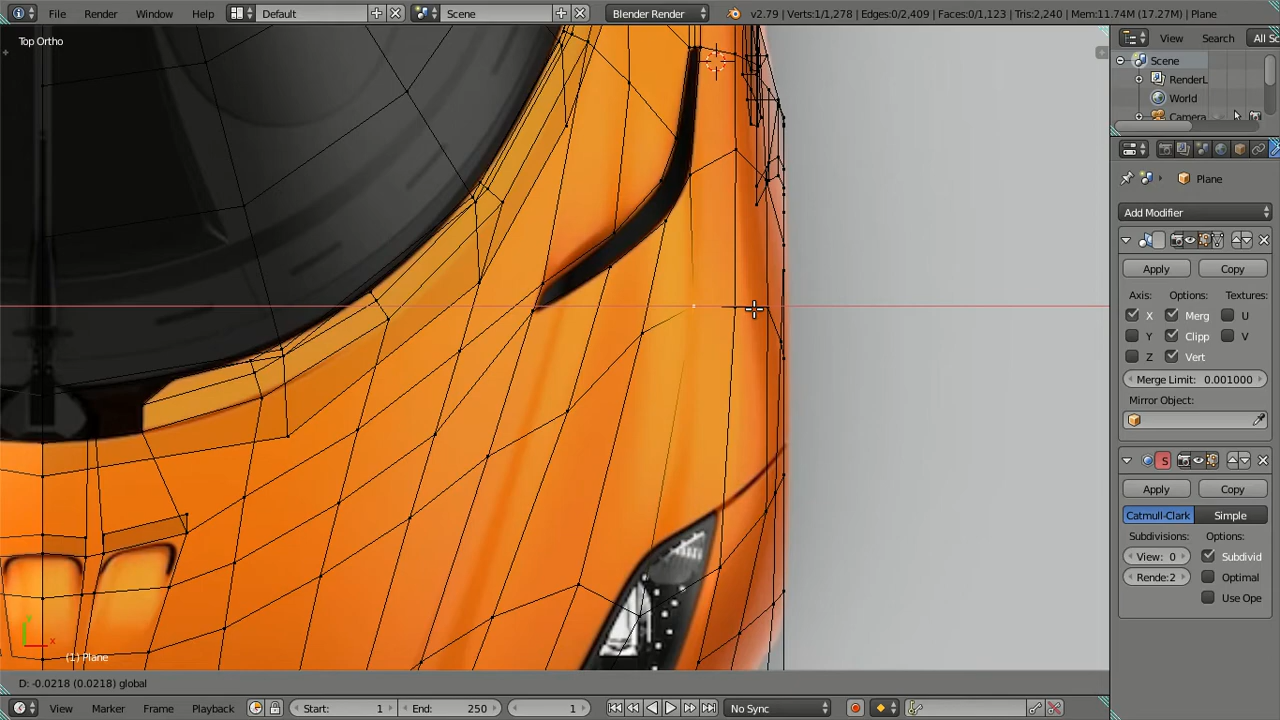 File Render Window Help Default Scene Blender Render v2.79 | Verts:1/1,278 | Edges:0/2,409 | Faces:0/1,123 | Tris:2,240 | Mem:11.74M (17.27M) | Plane
Top Ortho
View Search All Sc
Scene
RenderL
World
Camera
Plane
Add Modifier
Apply Copy
Axis: Options: Textures:
X Merg U
Y Clipp V
Z Vert
Merge Limit: 0.001000
Mirror Object:
S
Apply Copy
Catmull-Clark Simple
Subdivisions: Options:
View: 0 Subdivid
Rende:2 Optimal
Use Ope
y
x
(1) Plane
D: -0.0218 (0.0218) global
View Marker Frame Playback Start: 1 End: 250 1 No Sync